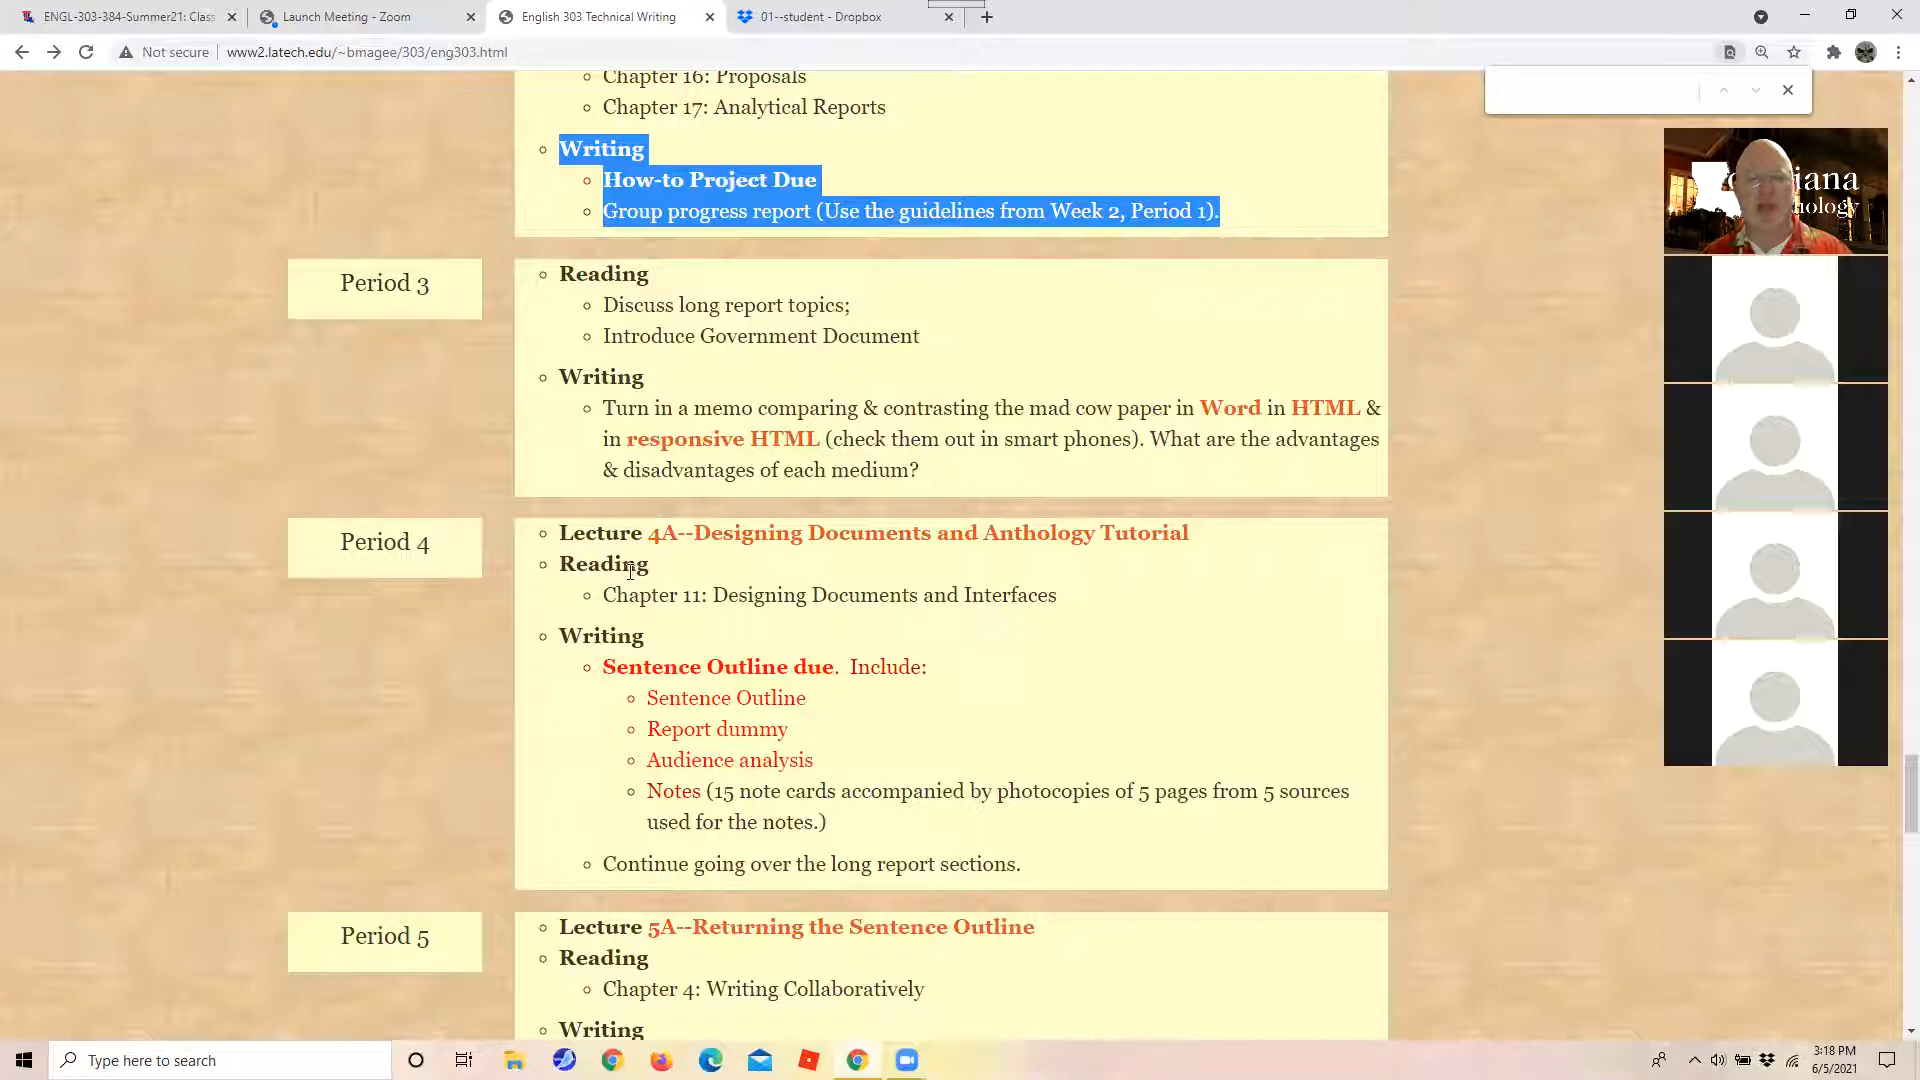 ENGL-303-384-Summer21: Class
Launch Meeting - Zoom
English 303 Technical Writing
01--student - Dropbox
Not secure
www2.latech.edu/~bmagee/303/eng303.html
Chapter 16: Proposals
Chapter 17: Analytical Reports
Writing
How-to Project Due
Group progress report (Use the guidelines from Week 2, Period 1).
Period 3
Reading
Discuss long report topics;
Introduce Government Document
Writing
Turn in a memo comparing & contrasting the mad cow paper in Word in HTML &
in responsive HTML (check them out in smart phones). What are the advantages
& disadvantages of each medium?
Period 4
Lecture 4A--Designing Documents and Anthology Tutorial
Reading
Chapter 11: Designing Documents and Interfaces
Writing
Sentence Outline due.  Include:
Sentence Outline
Report dummy
Audience analysis
Notes (15 note cards accompanied by photocopies of 5 pages from 5 sources
used for the notes.)
Continue going over the long report sections.
Period 5
Lecture 5A--Returning the Sentence Outline
Reading
Chapter 4: Writing Collaboratively
Writing
Type here to search
3:18 PM
6/5/2021